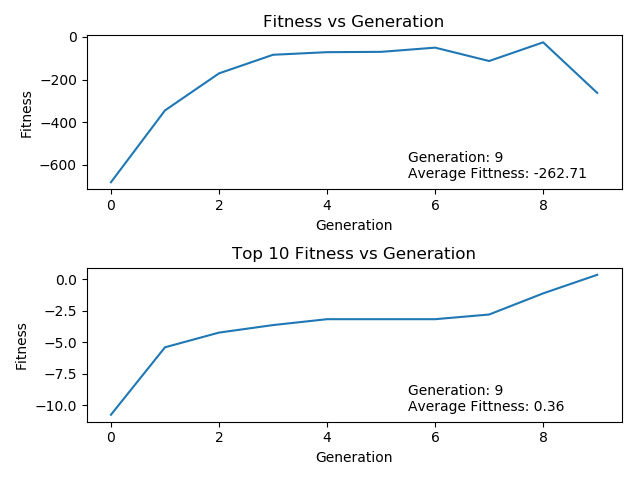 Fitness vs Generation
0
−200
−400
−600
Fitness
Generation: 9
Average Fittness: -262.71
0 2 4 6 8
Generation
Top 10 Fitness vs Generation
0.0
−2.5
−5.0
−7.5
−10.0
Fitness
Generation: 9
Average Fittness: 0.36
0 2 4 6 8
Generation